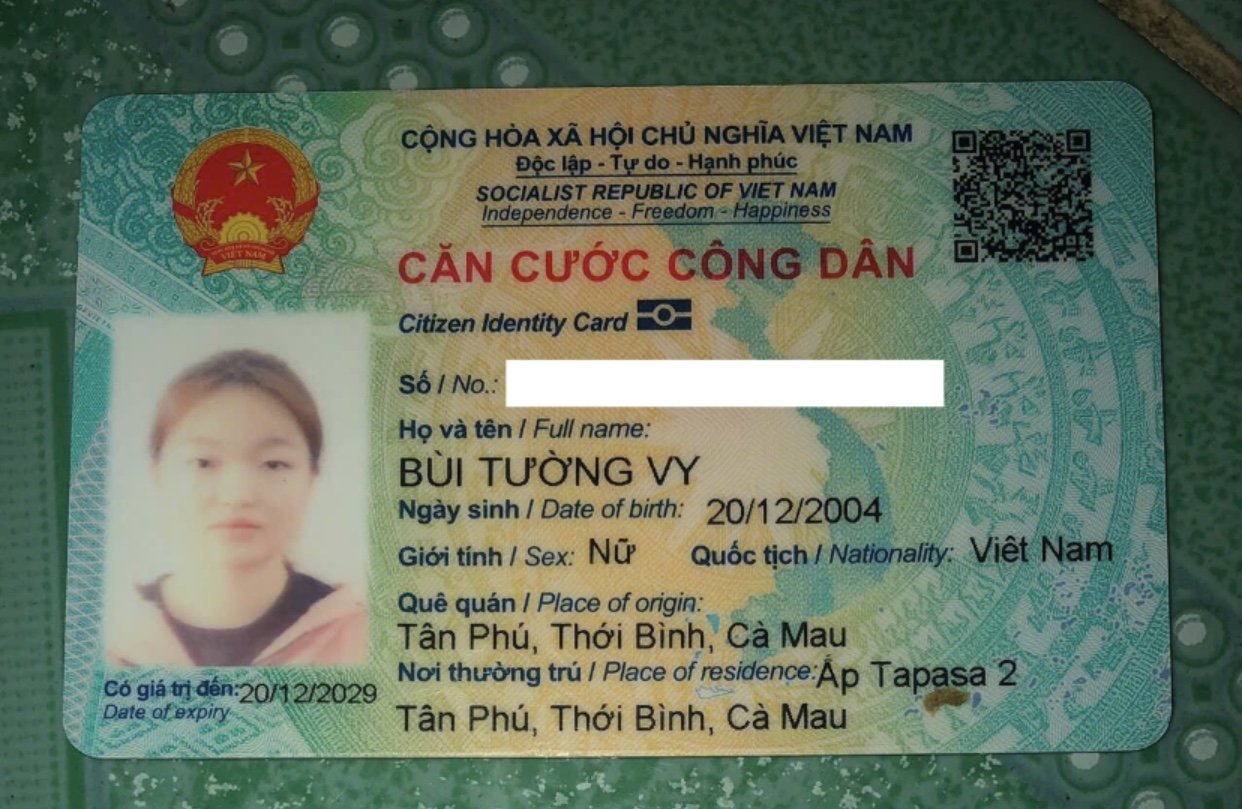 CỘNG HÒA XÃ HỘI CHỦ NGHĨA VIỆT NAM
Độc lập - Tự do - Hạnh phúc
SOCIALIST REPUBLIC OF VIET NAM
Independence - Freedom - Happiness
VIỆT NAM
CĂN CƯỚC CÔNG DÂN
Citizen Identity Card
Số / No.:
Họ và tên / Full name:
BÙI TƯỜNG VY
Ngày sinh / Date of birth: 20/12/2004
Giới tính / Sex: Nữ Quốc tịch / Nationality: Việt Nam
Quê quán / Place of origin:
Tân Phú, Thới Bình, Cà Mau
Nơi thường trú / Place of residence: Ấp Tapasa 2
Tân Phú, Thới Bình, Cà Mau
Có giá trị đến: 20/12/2029
Date of expiry